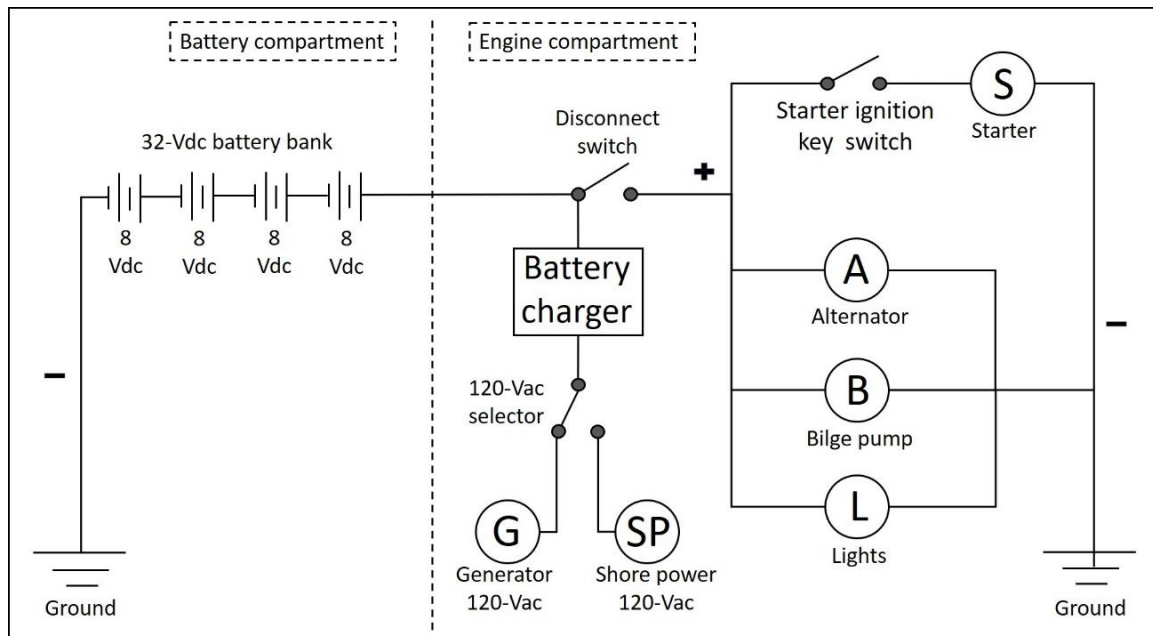 Battery compartment
Engine compartment
32-Vdc battery bank
8
Vdc
8
Vdc
8
Vdc
8
Vdc
Disconnect
switch
+
Starter ignition
key switch
S
Starter
Battery
charger
A
Alternator
B
Bilge pump
L
Lights
120-Vac
selector
G
Generator
120-Vac
SP
Shore power
120-Vac
-
-
Ground
Ground